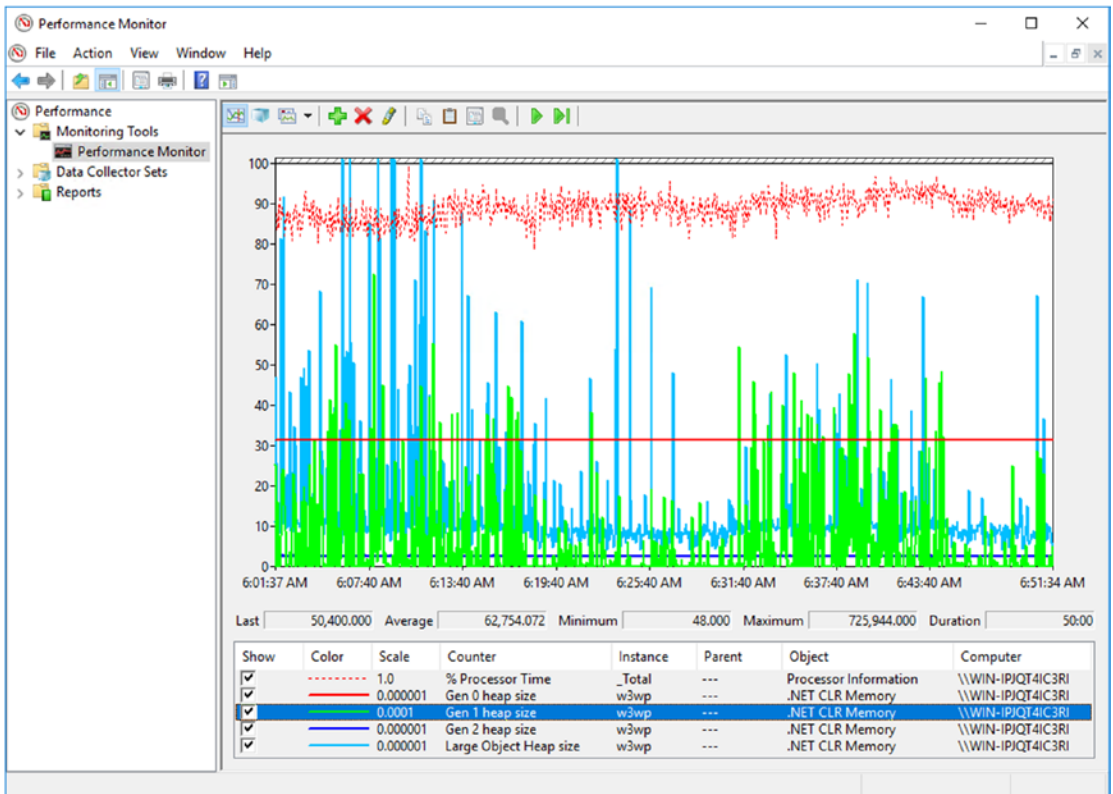 Performance Monitor
File Action View Window Help
Performance
Monitoring Tools
Performance Monitor
Data Collector Sets
Reports
100
90
80
70
60
50
40
30
20
10
0
6:01:37 AM 6:07:40 AM 6:13:40 AM 6:19:40 AM 6:25:40 AM 6:31:40 AM 6:37:40 AM 6:43:40 AM 6:51:34 AM
Last 50,400.000 Average 62,754.072 Minimum 48.000 Maximum 725,944.000 Duration 50:00
Show Color Scale Counter Instance Parent Object Computer
1.0 % Processor Time _Total --- Processor Information \\WIN-IPJQT4IC3RI
0.000001 Gen 0 heap size w3wp --- .NET CLR Memory \\WIN-IPJQT4IC3RI
0.0001 Gen 1 heap size w3wp --- .NET CLR Memory \\WIN-IPJQT4IC3RI
0.000001 Gen 2 heap size w3wp --- .NET CLR Memory \\WIN-IPJQT4IC3RI
0.000001 Large Object Heap size w3wp --- .NET CLR Memory \\WIN-IPJQT4IC3RI